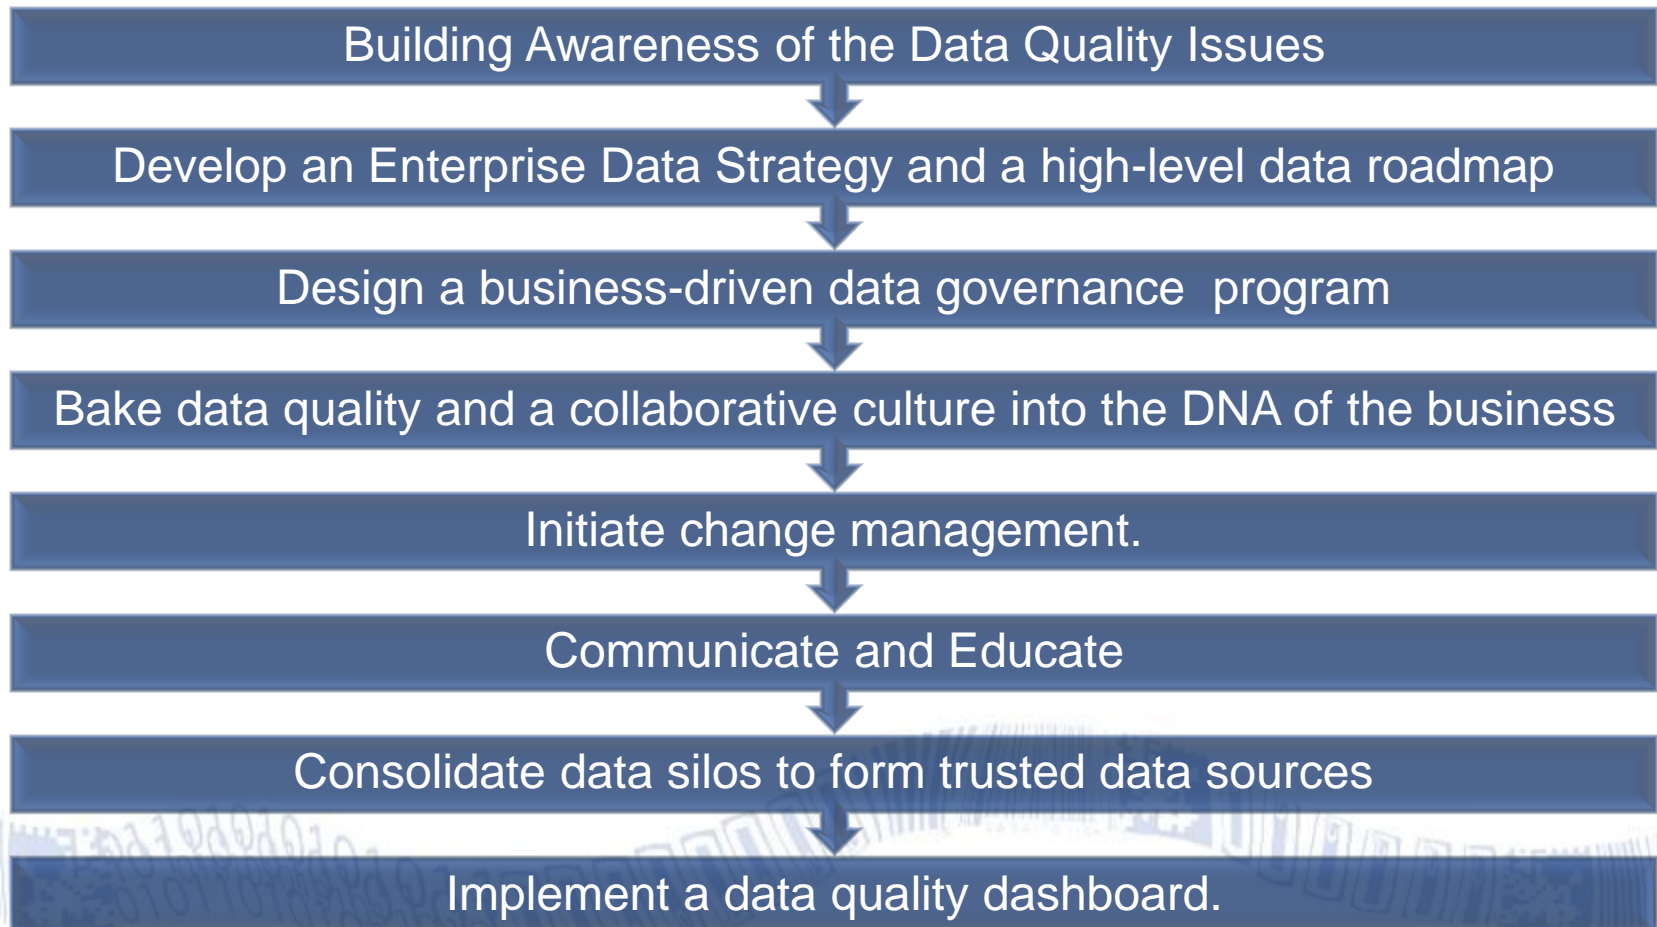 Building Awareness of the Data Quality Issues
Develop an Enterprise Data Strategy and a high-level data roadmap
Design a business-driven data governance  program
Bake data quality and a collaborative culture into the DNA of the business
Initiate change management.
Communicate and Educate
Consolidate data silos to form trusted data sources
Implement a data quality dashboard.